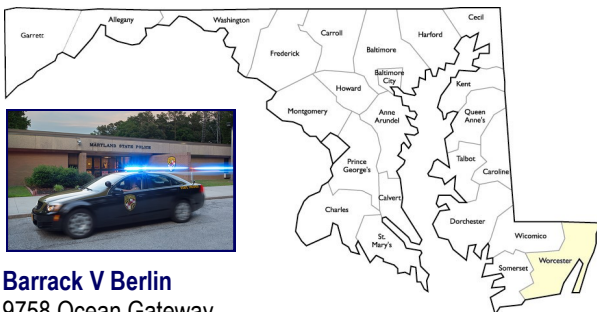 Garrett
Allegany
Washington
Frederick
Carroll
Baltimore
Harford
Cecil
Baltimore
City
Howard
Kent
Montgomery
Anne
Arundel
Queen
Anne's
Prince
George's
Talbot
Caroline
Calvert
Charles
St.
Mary's
Dorchester
Wicomico
Somerset
Worcester
MARYLAND STATE POLICE
Barrack V Berlin
9758 Ocean Gateway